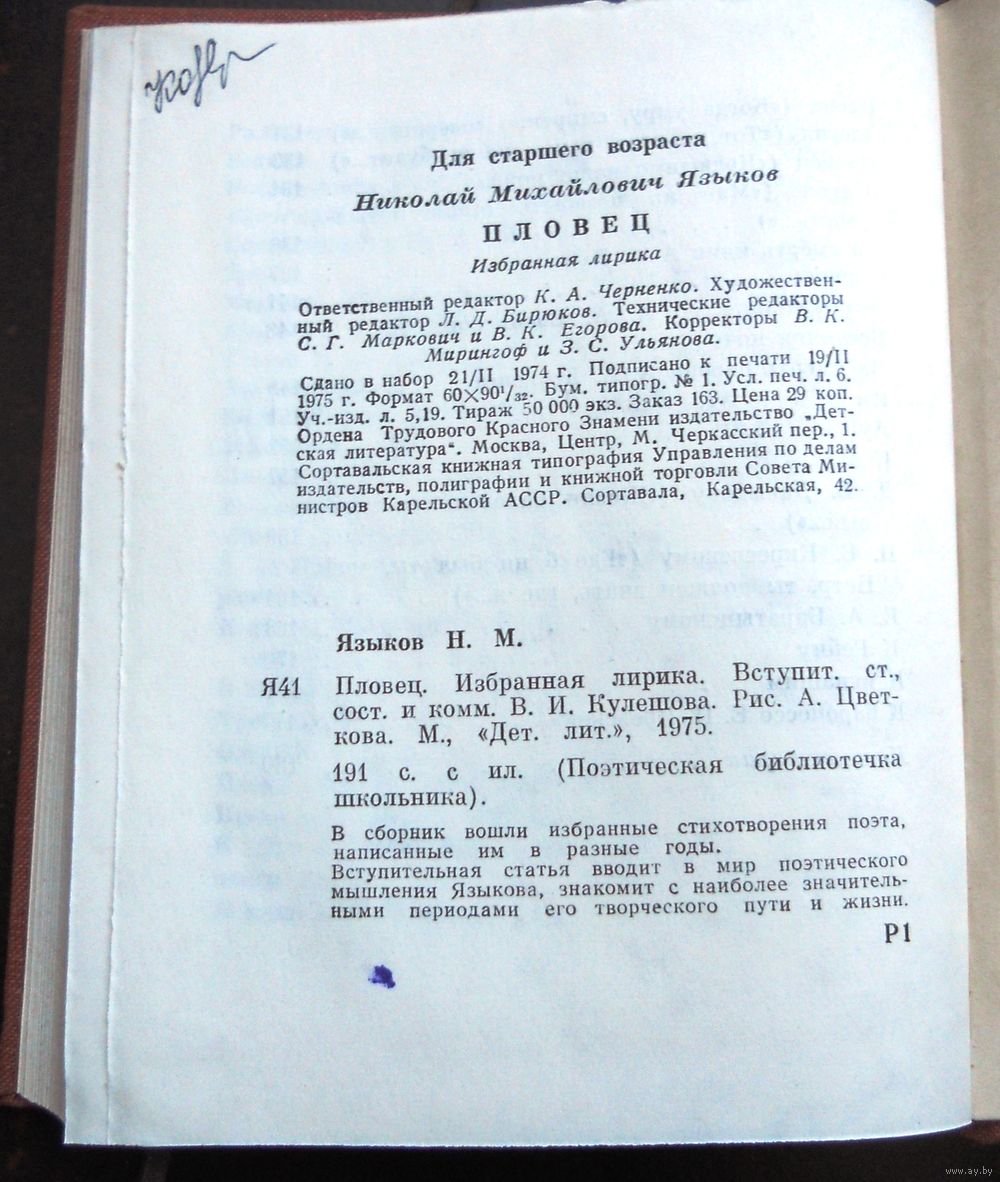 Для старшего возраста
Николай Михайлович Языков
ПЛОВЕЦ
Избранная лирика
Ответственный редактор К. А. Черненко. Художествен-
ный редактор Л. Д. Бирюков. Технические редакторы
С. Г. Маркович и В. К. Егорова. Корректоры В. К.
Мирингоф и З. С. Ульянова.
Сдано в набор 21/II 1974 г. Подписано к печати 19/II
1975 г. Формат 60×90¹/₃₂. Бум. типогр. № 1. Усл. печ. л. 6.
Уч.-изд. л. 5,19. Тираж 50 000 экз. Заказ 163. Цена 29 коп.
Ордена Трудового Красного Знамени издательство „Дет-
ская литература“. Москва, Центр, М. Черкасский пер., 1.
Сортавальская книжная типография Управления по делам
издательств, полиграфии и книжной торговли Совета Ми-
нистров Карельской АССР. Сортавала, Карельская, 42.
Языков Н. М.
Я41 Пловец. Избранная лирика. Вступит. ст.,
сост. и комм. В. И. Кулешова. Рис. А. Цвет-
кова. М., «Дет. лит.», 1975.
191 с. с ил. (Поэтическая библиотечка
школьника).
В сборник вошли избранные стихотворения поэта,
написанные им в разные годы.
Вступительная статья вводит в мир поэтического
мышления Языкова, знакомит с наиболее значитель-
ными периодами его творческого пути и жизни.
Р1
www.ay.by